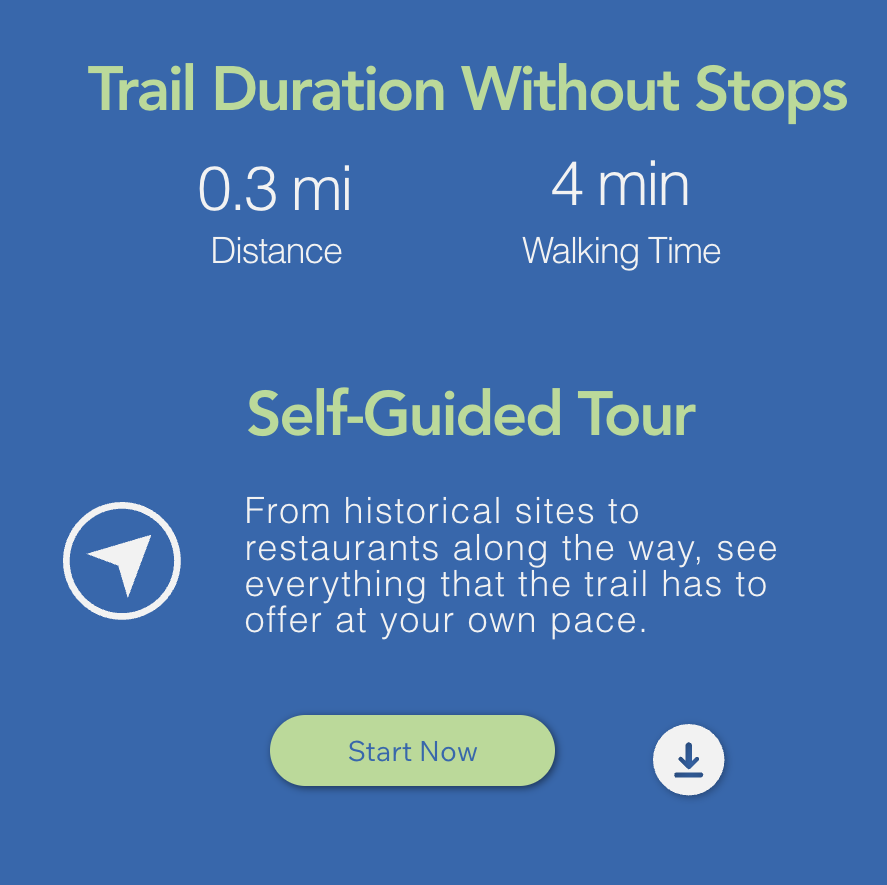 Trail Duration Without Stops
0.3 mi
4 min
Distance
Walking Time
Self-Guided Tour
From historical sites to
restaurants along the way, see
everything that the trail has to
offer at your own pace.
Start Now